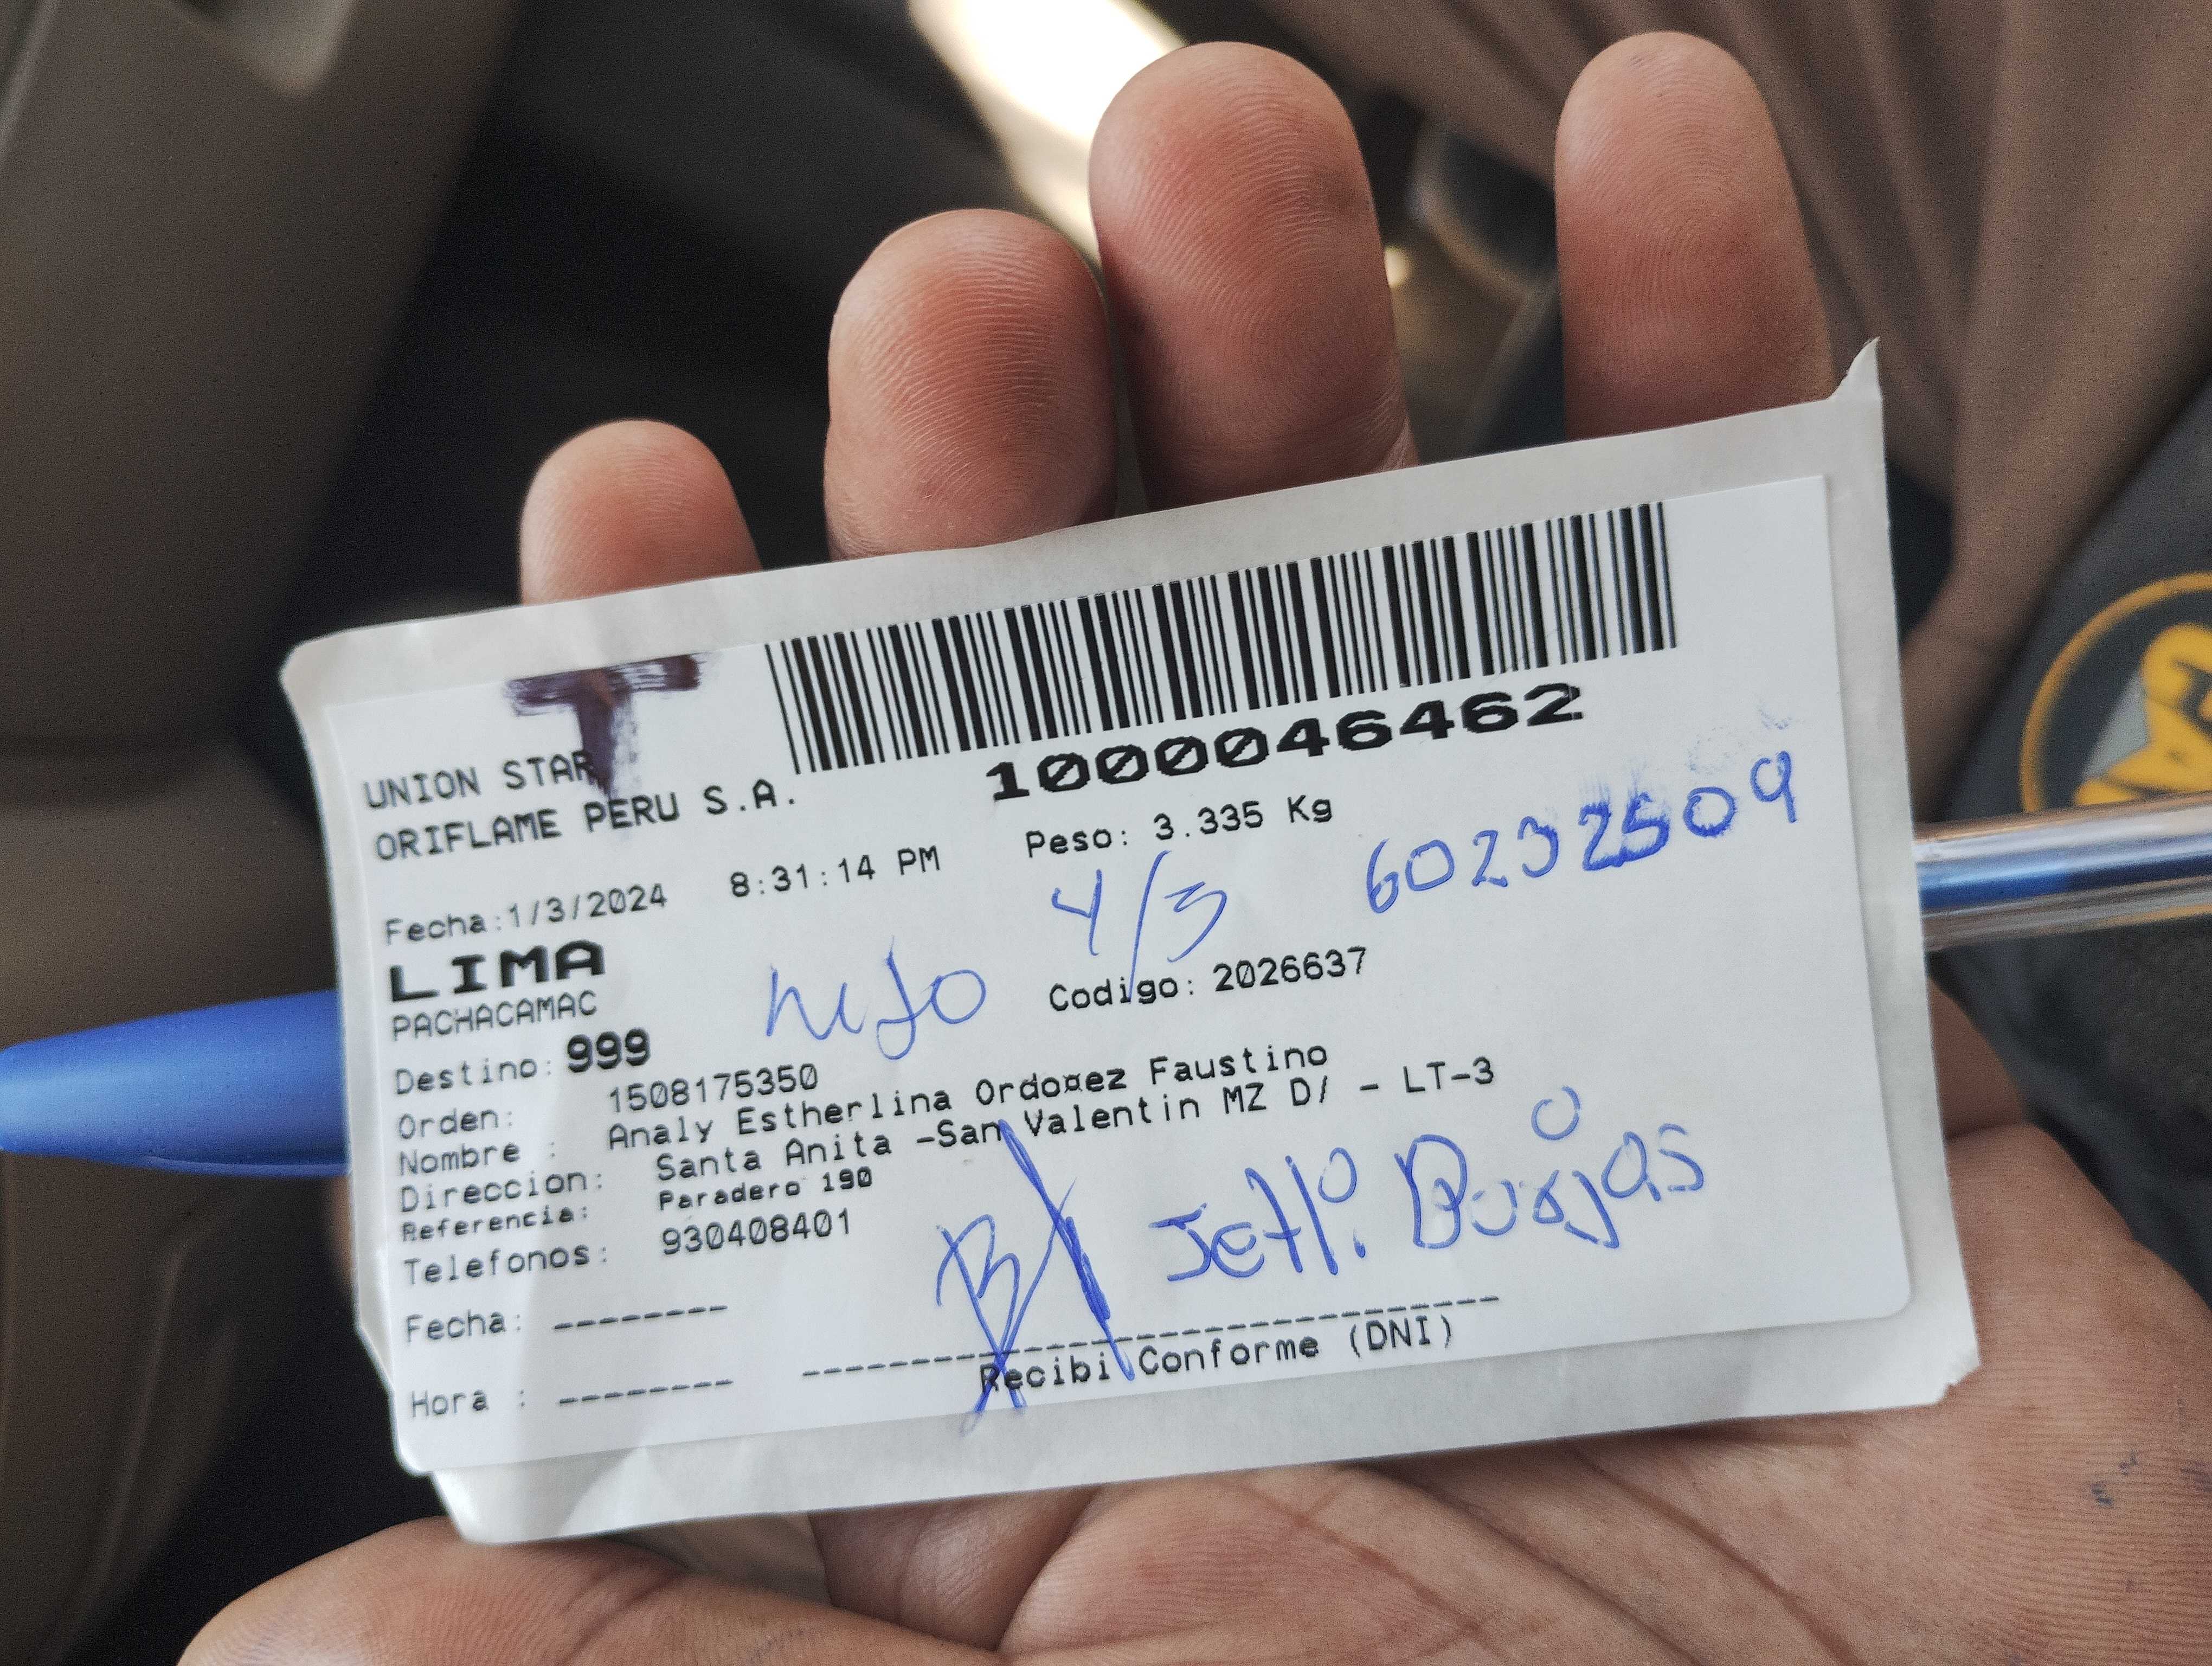 T
1000046462
UNION STAR
ORIFLAME PERU S.A.
Fecha:1/3/2024 8:31:14 PM Peso: 3.335 Kg
4/3 60232509
LIMA
PACHACAMAC
Destino: 999 Codigo: 2026637
Orden: 1508175350
Nombre : Analy Estherlina Ordo¤ez Faustino
Direccion: Santa Anita -San Valentin MZ D/ - LT-3
Referencia: Paradero 190
Telefonos: 930408401
Fecha: --------
Hora : --------
Recibi Conforme (DNI)